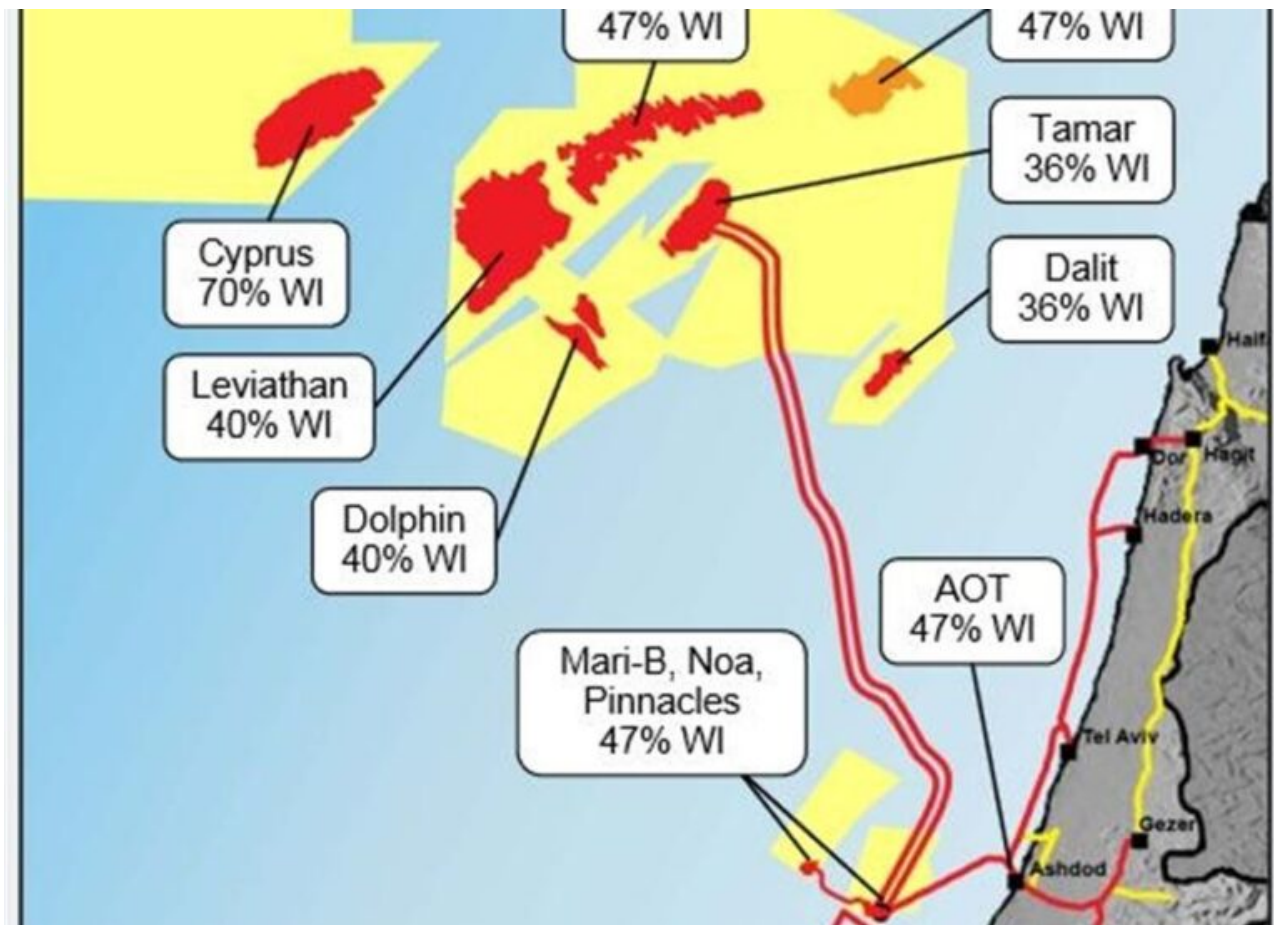 47% WI
47% WI
Tamar
36% WI
Cyprus
70% WI
Dalit
36% WI
Leviathan
40% WI
Dolphin
40% WI
Dor
Hagit
Hadera
AOT
47% WI
Mari-B, Noa,
Pinnacles
47% WI
Tel Aviv
Gezer
Ashdod